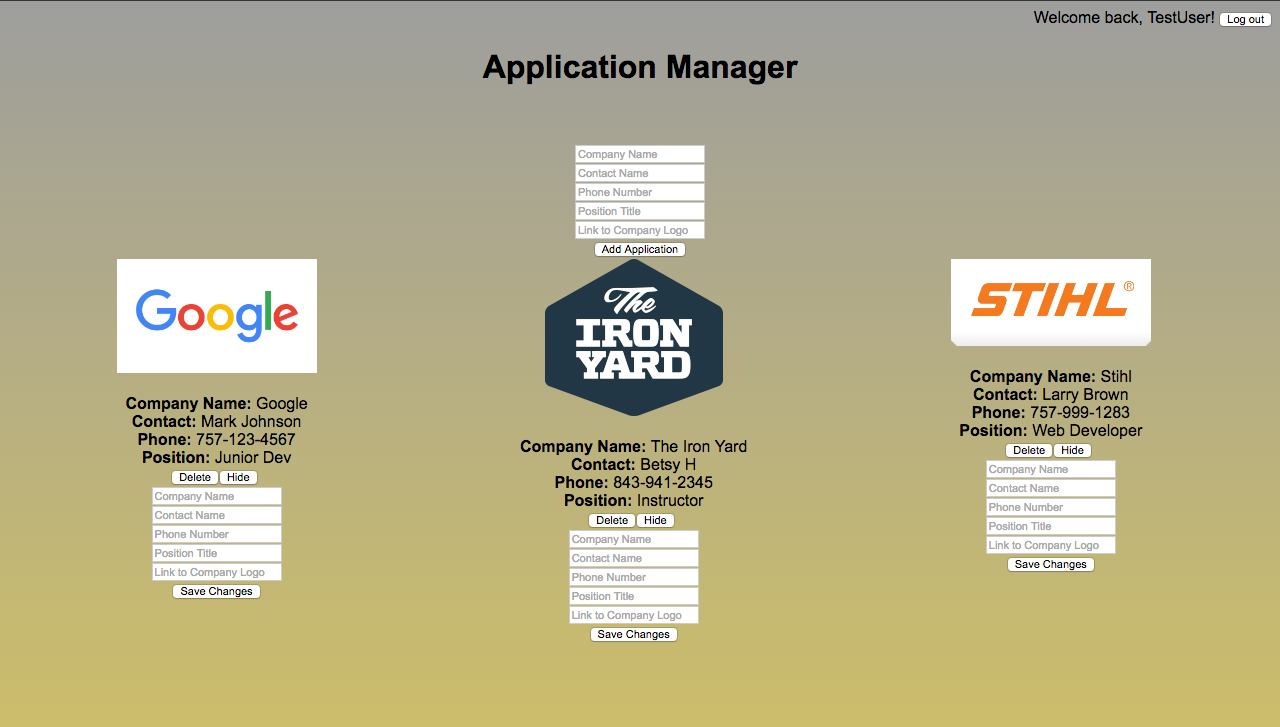 Welcome back, TestUser! Log out
Application Manager
Company Name
Contact Name
Phone Number
Position Title
Link to Company Logo
Add Application
Google
Company Name: Google
Contact: Mark Johnson
Phone: 757-123-4567
Position: Junior Dev
Delete Hide
Company Name
Contact Name
Phone Number
Position Title
Link to Company Logo
Save Changes
The
IRON
YARD
Company Name: The Iron Yard
Contact: Betsy H
Phone: 843-941-2345
Position: Instructor
Delete Hide
Company Name
Contact Name
Phone Number
Position Title
Link to Company Logo
Save Changes
STIHL®
Company Name: Stihl
Contact: Larry Brown
Phone: 757-999-1283
Position: Web Developer
Delete Hide
Company Name
Contact Name
Phone Number
Position Title
Link to Company Logo
Save Changes